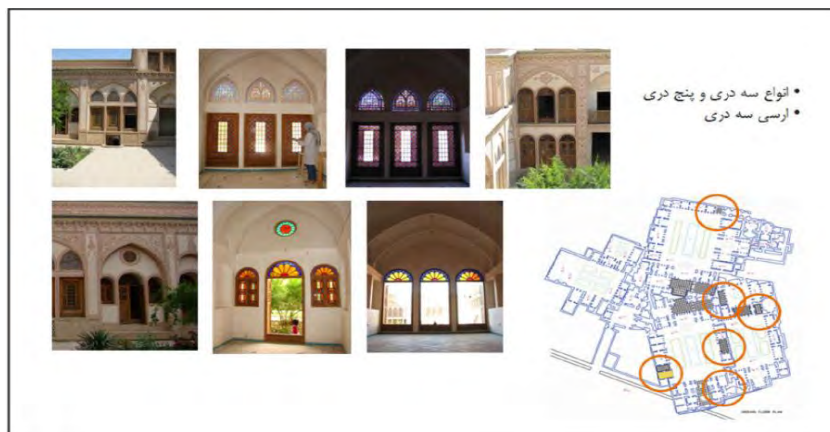 • انواع سه دری و پنج دری
• ارسی سه دری